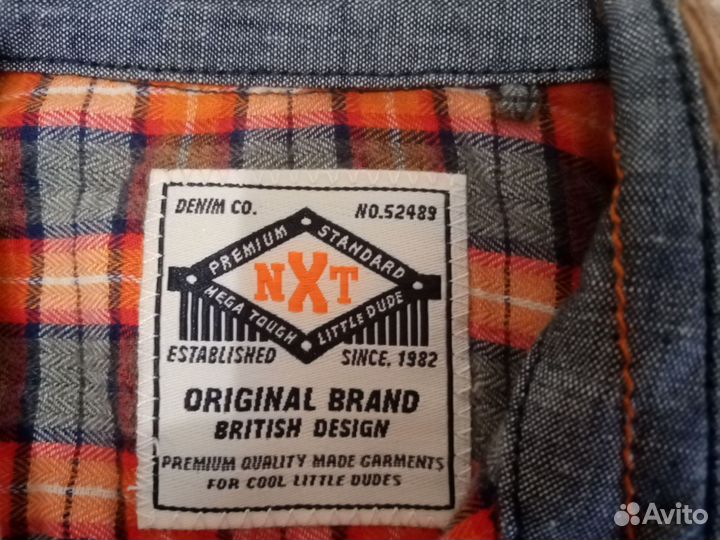 DENIM CO. NO.52489
PREMIUM STANDARD
NXT
MEGA TOUGH LITTLE DUDE
ESTABLISHED SINCE, 1982
ORIGINAL BRAND
BRITISH DESIGN
PREMIUM QUALITY MADE GARMENTS
FOR COOL LITTLE DUDES
Avito